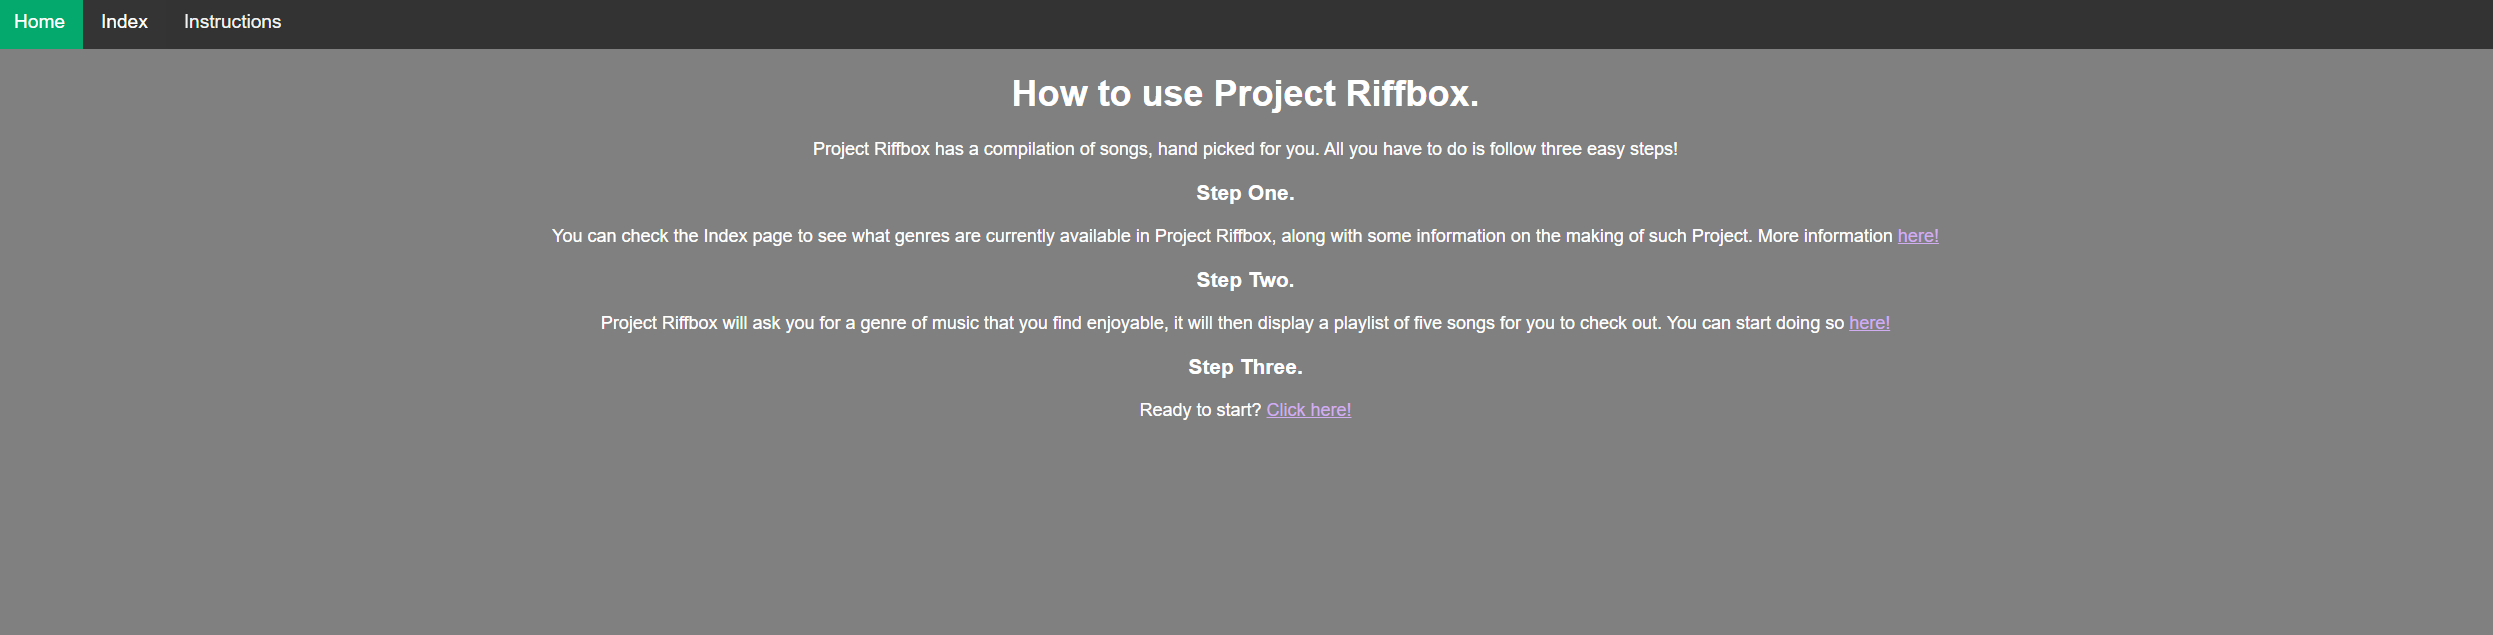 Home Index Instructions
How to use Project Riffbox.
Project Riffbox has a compilation of songs, hand picked for you. All you have to do is follow three easy steps!
Step One.
You can check the Index page to see what genres are currently available in Project Riffbox, along with some information on the making of such Project. More information here!
Step Two.
Project Riffbox will ask you for a genre of music that you find enjoyable, it will then display a playlist of five songs for you to check out. You can start doing so here!
Step Three.
Ready to start? Click here!